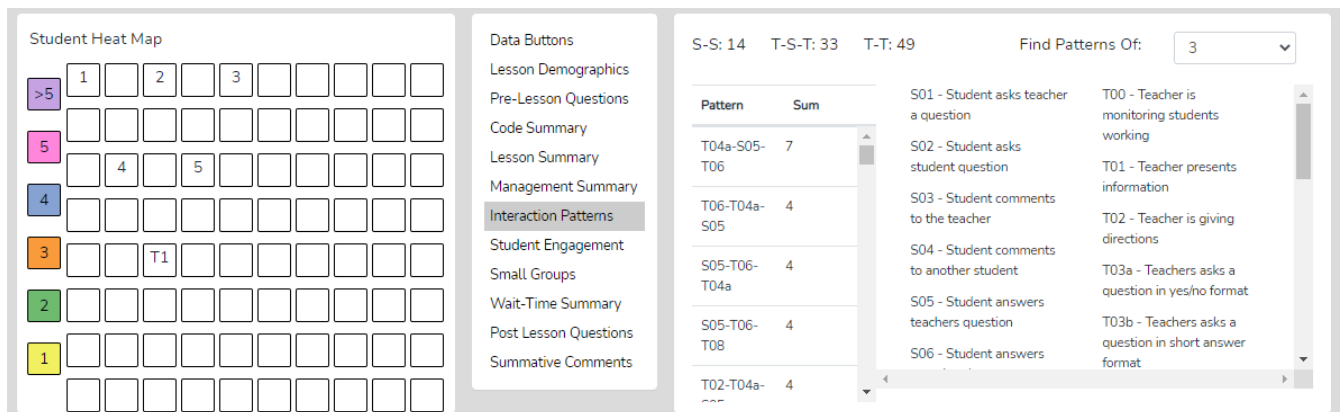 Student Heat Map
1 2 3
>5
5
4 5
4
3
T1
2
1
Data Buttons
Lesson Demographics
Pre-Lesson Questions
Code Summary
Lesson Summary
Management Summary
Interaction Patterns
Student Engagement
Small Groups
Wait-Time Summary
Post Lesson Questions
Summative Comments
S-S: 14 T-S-T: 33 T-T: 49
Find Patterns Of: 3
Pattern Sum
T04a-S05- 7
T06
T06-T04a- 4
S05
S05-T06- 4
T04a
S05-T06- 4
T08
T02-T04a- 4
S01 - Student asks teacher
a question
S02 - Student asks
student question
S03 - Student comments
to the teacher
S04 - Student comments
to another student
S05 - Student answers
teachers question
S06 - Student answers
T00 - Teacher is
monitoring students
working
T01 - Teacher presents
information
T02 - Teacher is giving
directions
T03a - Teachers asks a
question in yes/no format
T03b - Teachers asks a
question in short answer
format